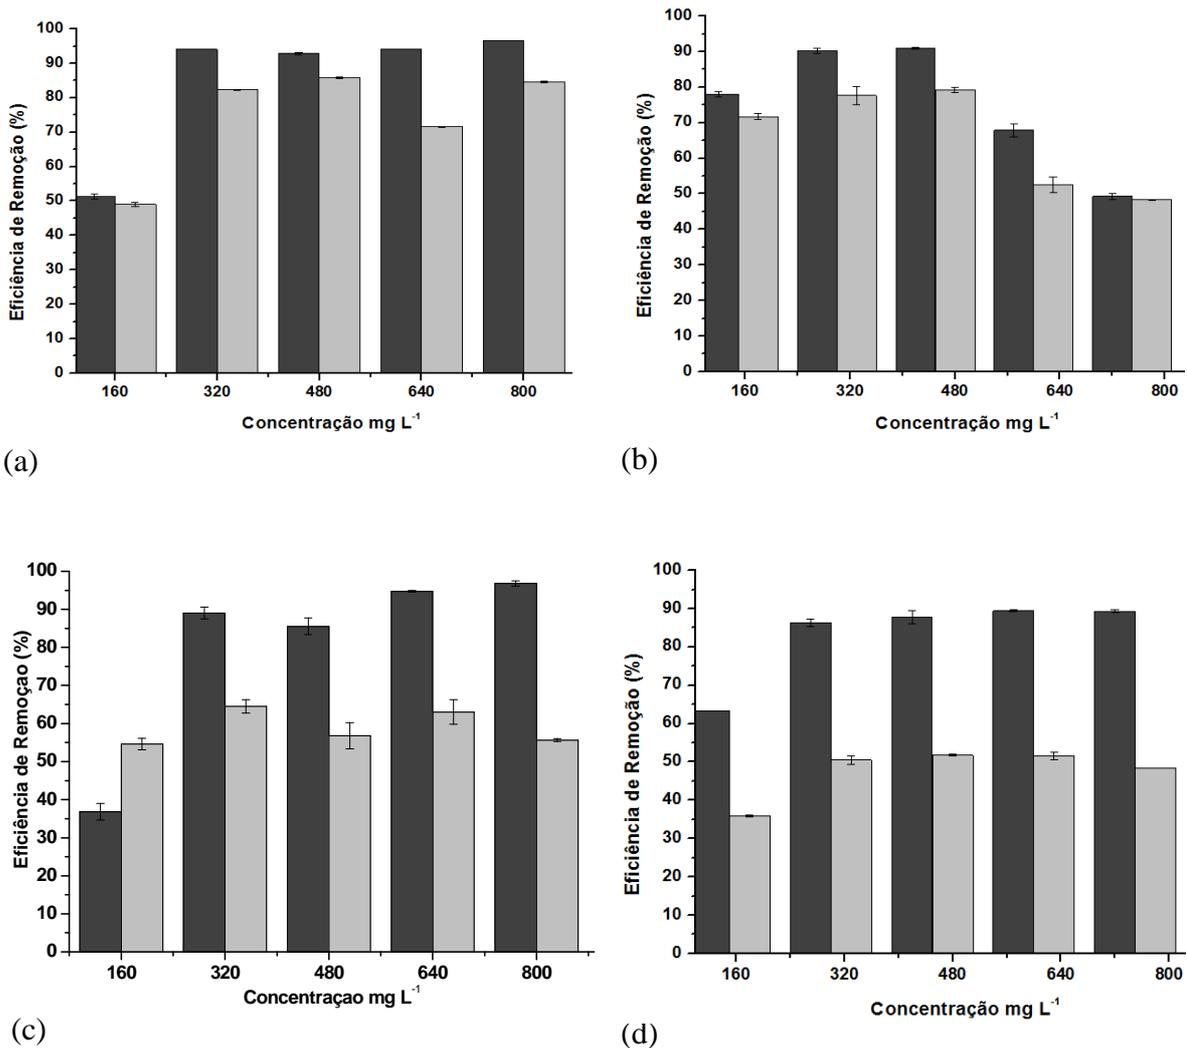 100
90
80
70
60
50
40
30
20
10
0
Eficiência de Remoção (%)
160 320 480 640 800
Concentração mg L⁻¹
(a)
100
90
80
70
60
50
40
30
20
10
0
Eficiência de Remoção (%)
160 320 480 640 800
Concentração mg L⁻¹
(b)
100
90
80
70
60
50
40
30
20
10
0
Eficiência de Remoçao (%)
160 320 480 640 800
Concentraçao mg L⁻¹
(c)
100
90
80
70
60
50
40
30
20
10
0
Eficiência de Remoção (%)
160 320 480 640 800
Concentração mg L⁻¹
(d)